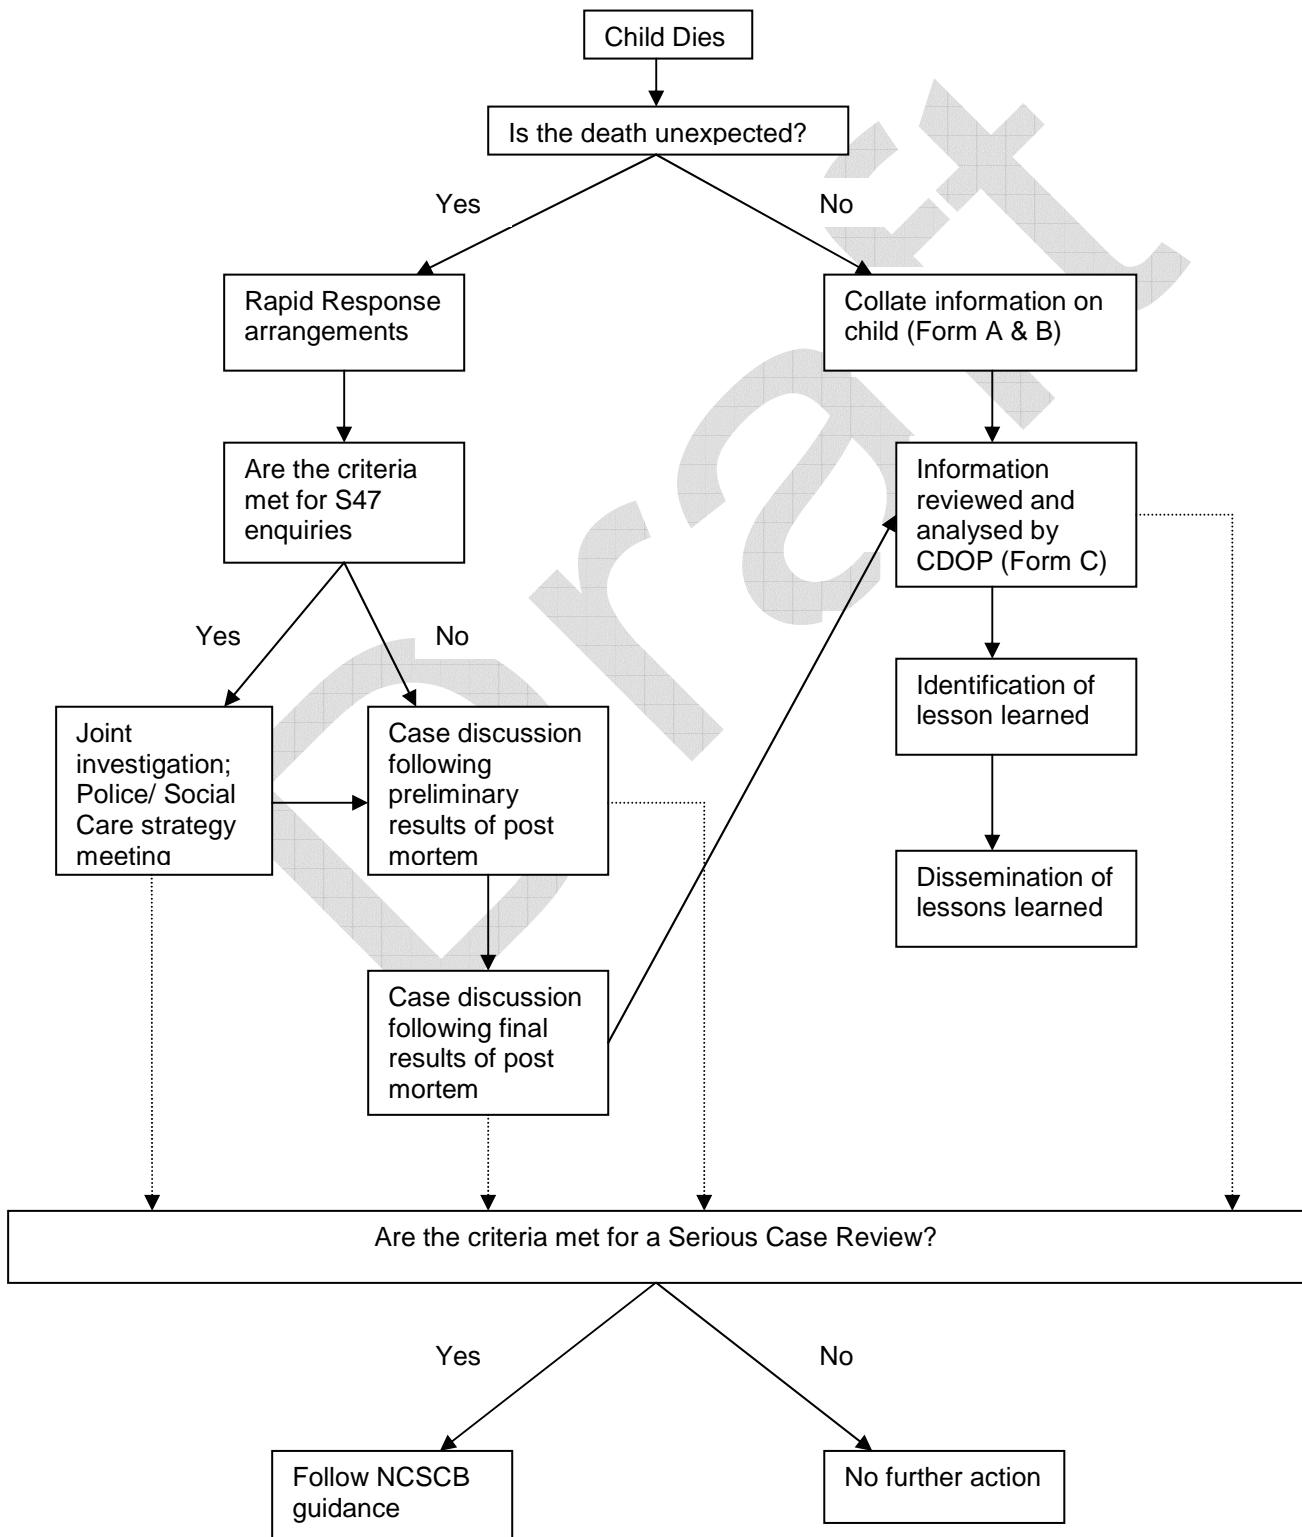 Child Dies
Is the death unexpected?
Yes
No
Rapid Response
arrangements
Collate information on
child (Form A & B)
Are the criteria
met for S47
enquiries
Information
reviewed and
analysed by
CDOP (Form C)
Yes
No
Identification of
lesson learned
Joint
investigation;
Police/ Social
Care strategy
meeting
Case discussion
following
preliminary
results of post
mortem
Dissemination of
lessons learned
Case discussion
following final
results of post
mortem
Are the criteria met for a Serious Case Review?
Yes
No
Follow NCSCB
guidance
No further action
Draft